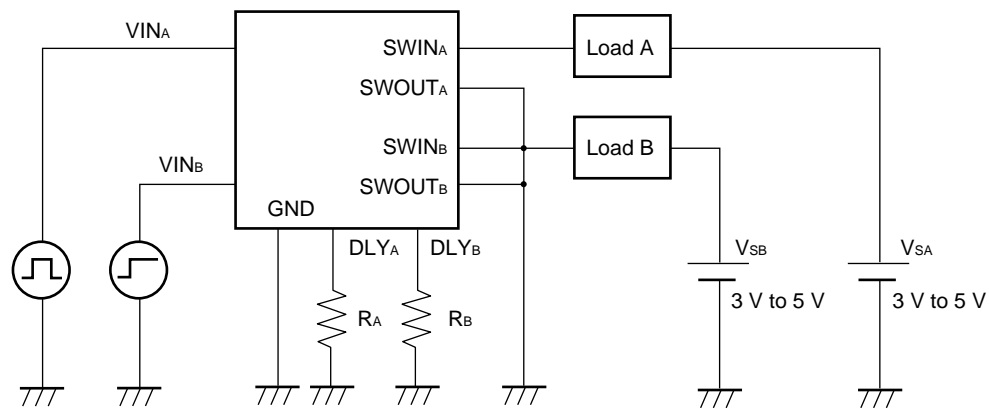 VINA
SWINA
Load A
SWOUTA
SWINB
Load B
VINB
SWOUTB
GND
DLYA
DLYB
VSB
VSA
RA
RB
3 V to 5 V
3 V to 5 V